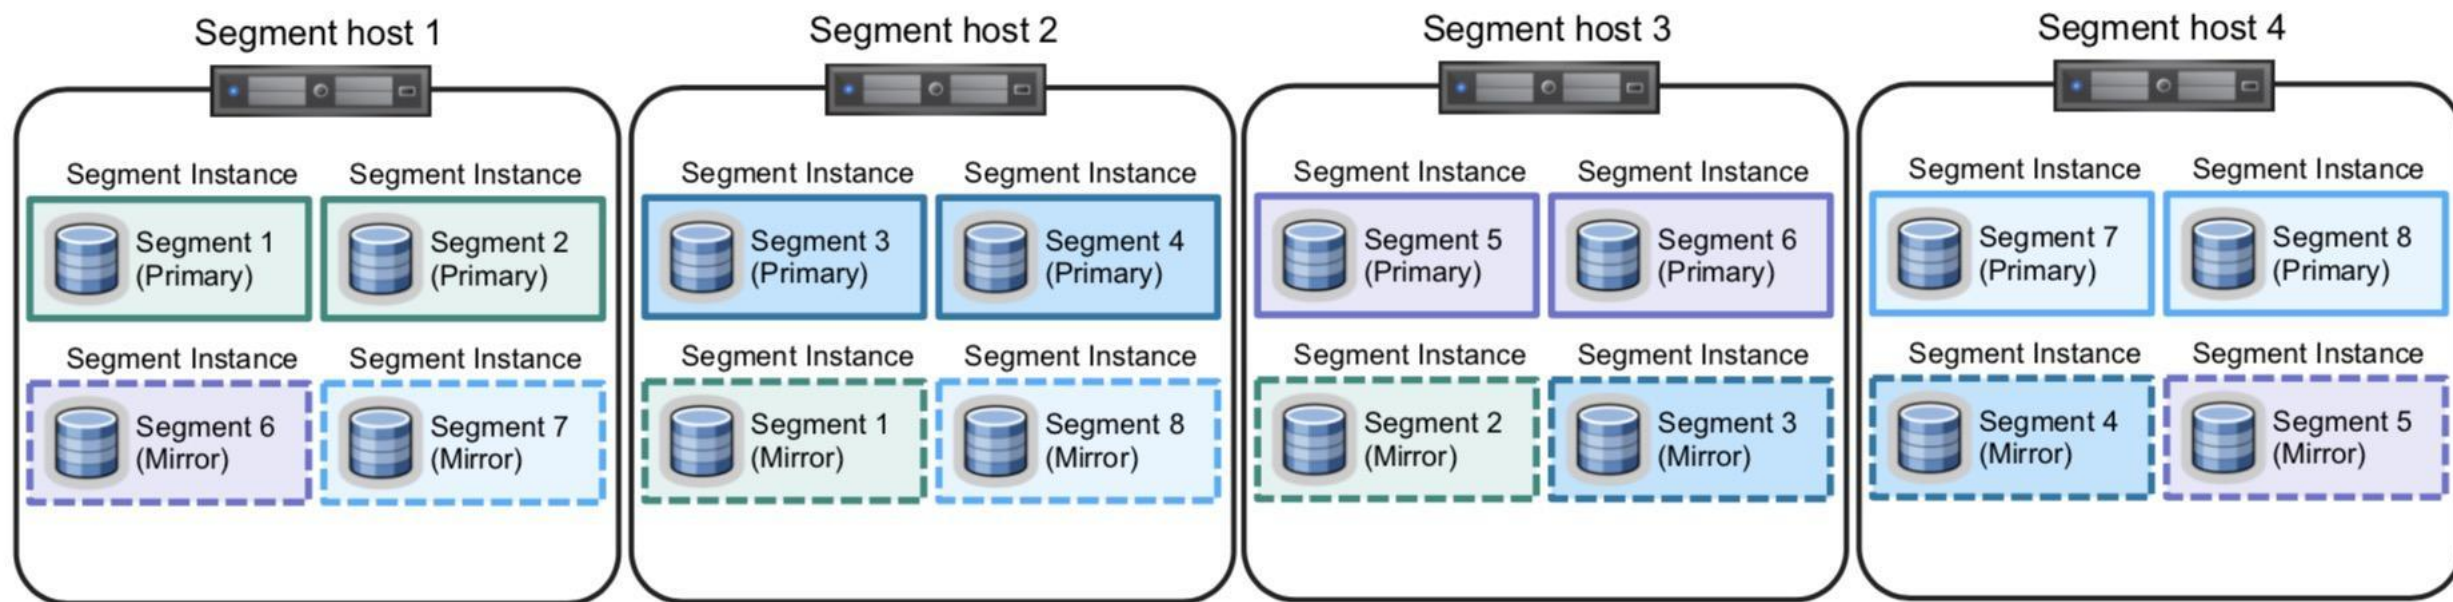 Segment host 1
Segment Instance
Segment 1
(Primary)
Segment Instance
Segment 2
(Primary)
Segment Instance
Segment 6
(Mirror)
Segment Instance
Segment 7
(Mirror)
Segment host 2
Segment Instance
Segment 3
(Primary)
Segment Instance
Segment 4
(Primary)
Segment Instance
Segment 1
(Mirror)
Segment Instance
Segment 8
(Mirror)
Segment host 3
Segment Instance
Segment 5
(Primary)
Segment Instance
Segment 6
(Primary)
Segment Instance
Segment 2
(Mirror)
Segment Instance
Segment 3
(Mirror)
Segment host 4
Segment Instance
Segment 7
(Primary)
Segment Instance
Segment 8
(Primary)
Segment Instance
Segment 4
(Mirror)
Segment Instance
Segment 5
(Mirror)